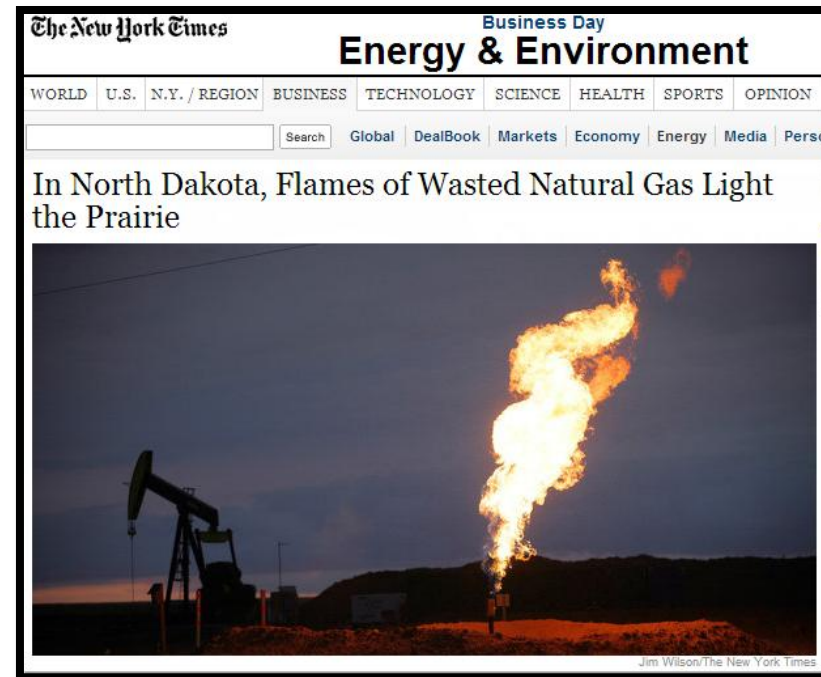 The New York Times
Business Day
Energy & Environment
WORLD U.S. N.Y. / REGION BUSINESS TECHNOLOGY SCIENCE HEALTH SPORTS OPINION
Search Global DealBook Markets Economy Energy Media
In North Dakota, Flames of Wasted Natural Gas Light
the Prairie
Jim Wilson/The New York Times